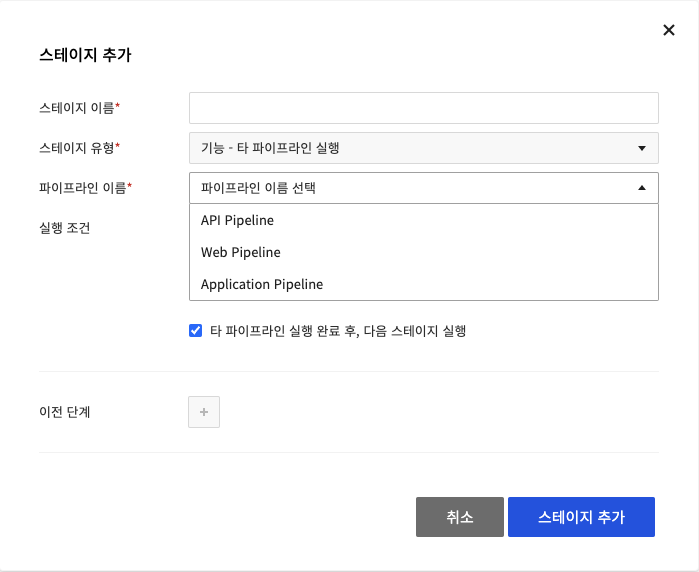 스테이지 추가
스테이지 이름*
스테이지 유형* 기능 - 타 파이프라인 실행
파이프라인 이름* 파이프라인 이름 선택
실행 조건
API Pipeline
Web Pipeline
Application Pipeline
타 파이프라인 실행 완료 후, 다음 스테이지 실행
이전 단계 +
취소 스테이지 추가